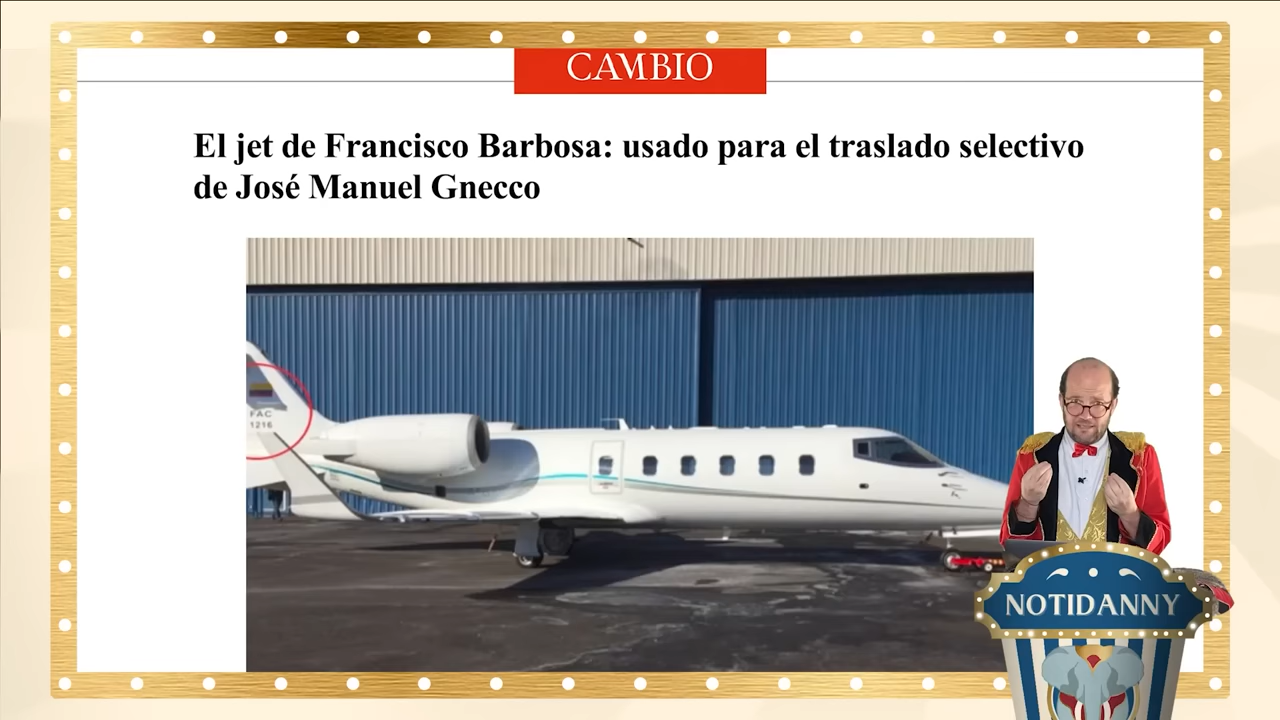 CAMBIO
El jet de Francisco Barbosa: usado para el traslado selectivo
de José Manuel Gnecco
FAC
1216
NOTIDANNY